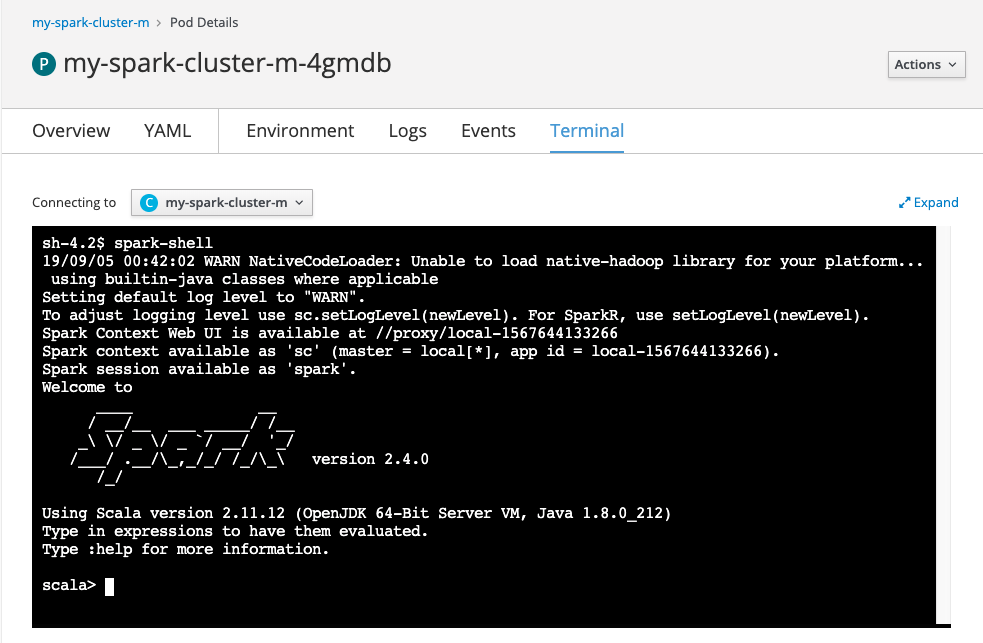 my-spark-cluster-m > Pod Details
P my-spark-cluster-m-4gmdb
Actions
Overview YAML Environment Logs Events Terminal
Connecting to C my-spark-cluster-m Expand
sh-4.2$ spark-shell
19/09/05 00:42:02 WARN NativeCodeLoader: Unable to load native-hadoop library for your platform...
 using builtin-java classes where applicable
Setting default log level to "WARN".
To adjust logging level use sc.setLogLevel(newLevel). For SparkR, use setLogLevel(newLevel).
Spark Context Web UI is available at //proxy/local-1567644133266
Spark context available as 'sc' (master = local[*], app id = local-1567644133266).
Spark session available as 'spark'.
Welcome to
      ____              __
     / __/__  ___ _____/ /__
    _\ \/ _ \/ _ `/ __/  '_/
   /___/ .__/\_,_/_/ /_/\_\   version 2.4.0
      /_/
Using Scala version 2.11.12 (OpenJDK 64-Bit Server VM, Java 1.8.0_212)
Type in expressions to have them evaluated.
Type :help for more information.
scala>